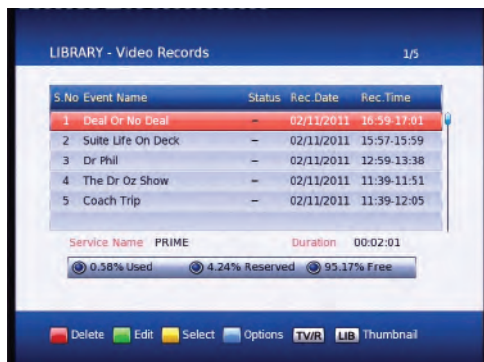 LIBRARY - Video Records 1/5
S.No Event Name Status Rec.Date Rec.Time
1 Deal Or No Deal – 02/11/2011 16:59-17:01
2 Suite Life On Deck – 02/11/2011 15:57-15:59
3 Dr Phil – 02/11/2011 12:59-13:38
4 The Dr Oz Show – 02/11/2011 11:39-11:51
5 Coach Trip – 02/11/2011 11:39-12:05
Service Name PRIME Duration 00:02:01
0.58% Used 4.24% Reserved 95.17% Free
Delete Edit Select Options TV/R LIB Thumbnail